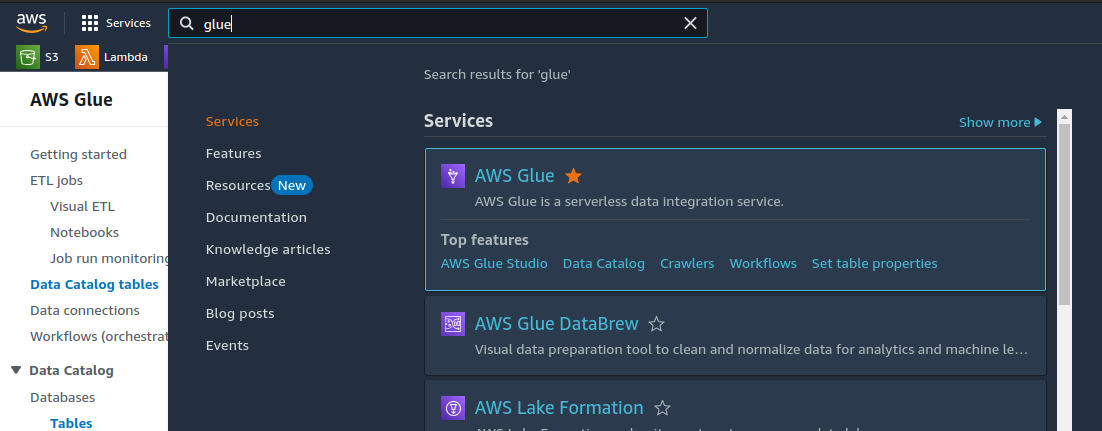 aws
Services
glue
S3
Lambda
AWS Glue
Getting started
ETL jobs
Visual ETL
Notebooks
Job run monitoring
Data Catalog tables
Data connections
Workflows (orchestrat
Data Catalog
Databases
Tables
Search results for 'glue'
Services
Features
Resources New
Documentation
Knowledge articles
Marketplace
Blog posts
Events
Services
Show more
AWS Glue
AWS Glue is a serverless data integration service.
Top features
AWS Glue Studio Data Catalog Crawlers Workflows Set table properties
AWS Glue DataBrew
Visual data preparation tool to clean and normalize data for analytics and machine le...
AWS Lake Formation